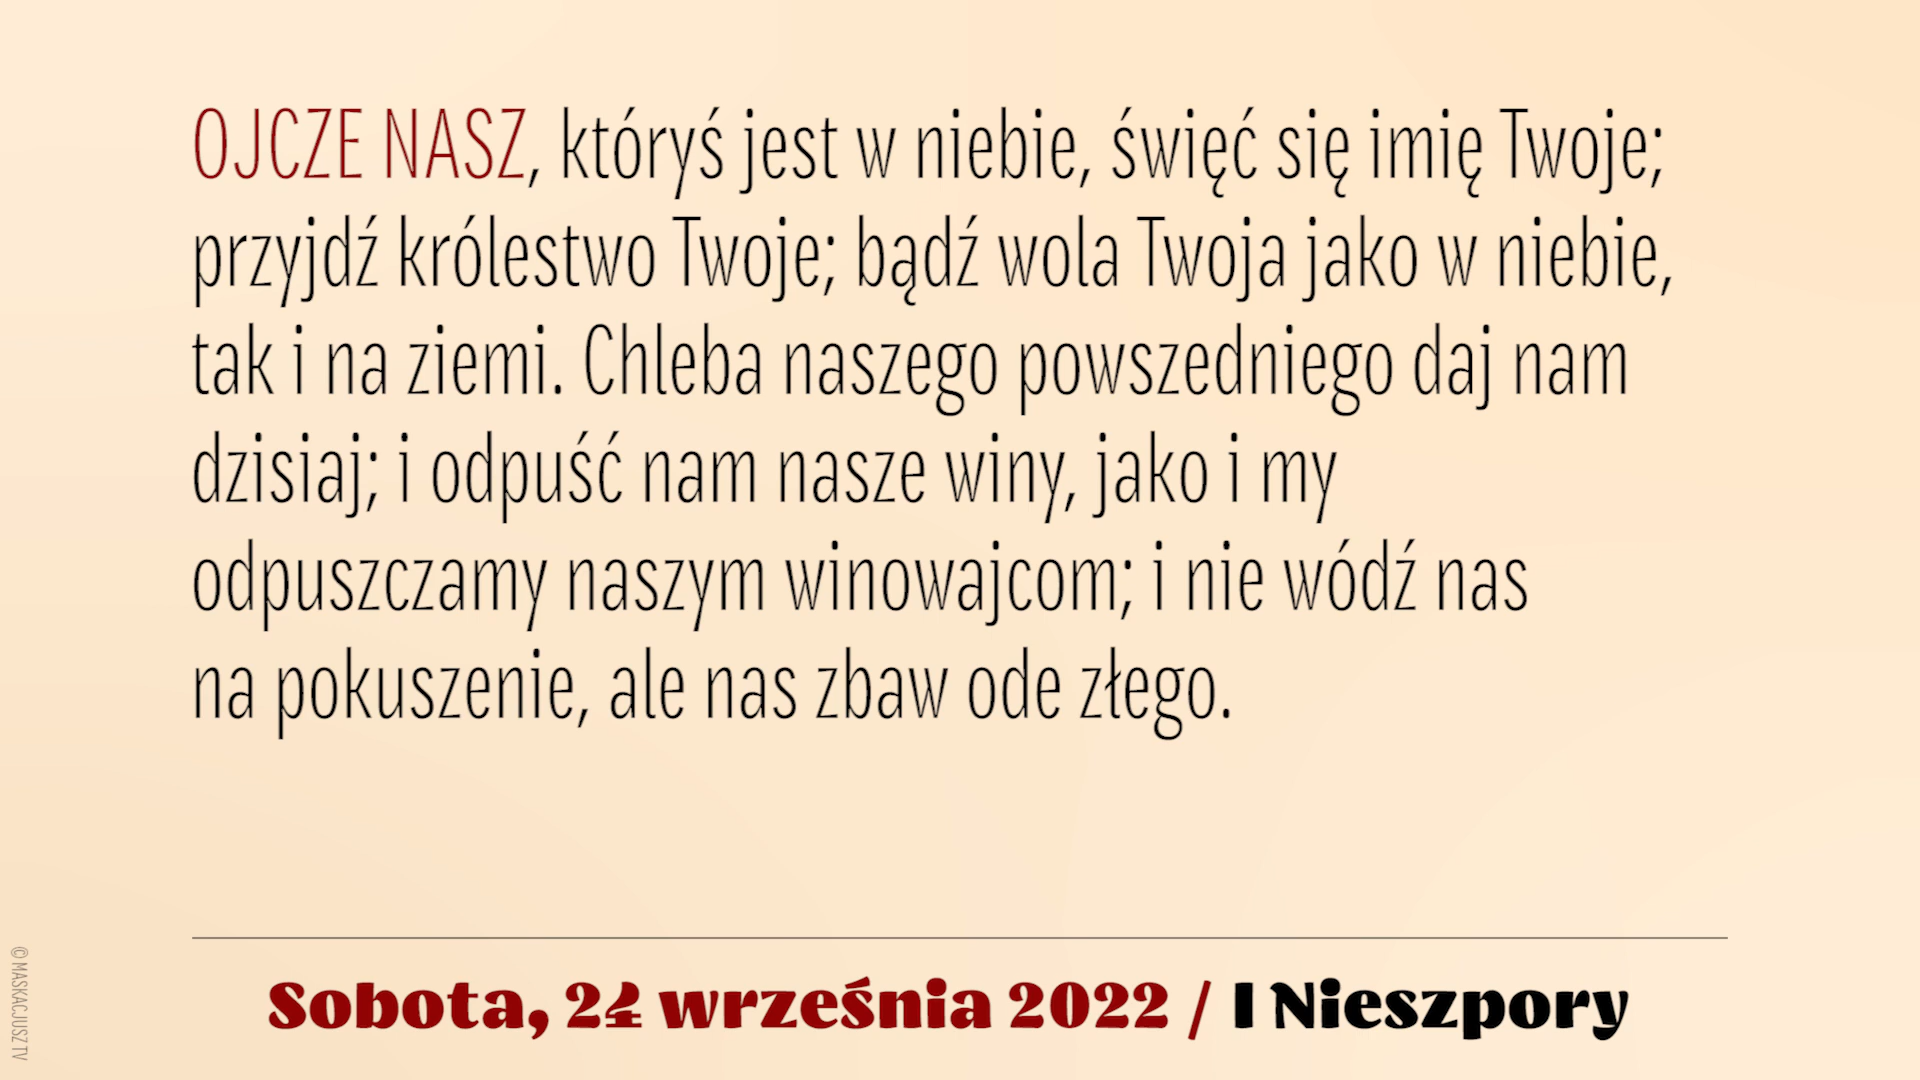 OJCZE NASZ, któryś jest w niebie, święć się imię Twoje;
przyjdź królestwo Twoje; bądź wola Twoja jako w niebie,
tak i na ziemi. Chleba naszego powszedniego daj nam
dzisiaj; i odpuść nam nasze winy, jako i my
odpuszczamy naszym winowajcom; i nie wódź nas
na pokuszenie, ale nas zbaw ode złego.
Sobota, 24 września 2022 / I Nieszpory
© MASKACJUSZ TV